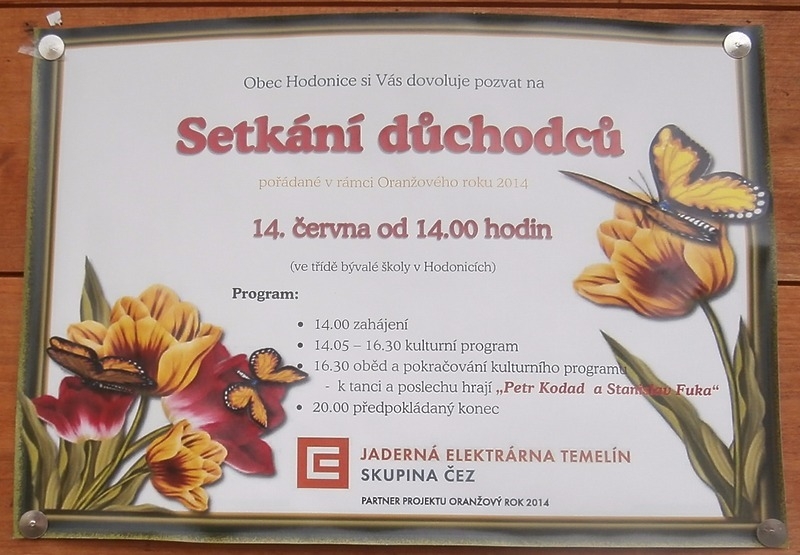 Obec Hodonice si Vás dovoluje pozvat na
Setkání důchodců
pořádané v rámci Oranžového roku 2014
14. června od 14.00 hodin
(ve třídě bývalé školy v Hodonicích)
Program:
• 14.00 zahájení
• 14.05 – 16.30 kulturní program
• 16.30 oběd a pokračování kulturního programu
- k tanci a poslechu hrají „Petr Kodad a Stanislav Fuka“
• 20.00 předpokládaný konec
JADERNÁ ELEKTRÁRNA TEMELÍN
SKUPINA ČEZ
PARTNER PROJEKTU ORANŽOVÝ ROK 2014